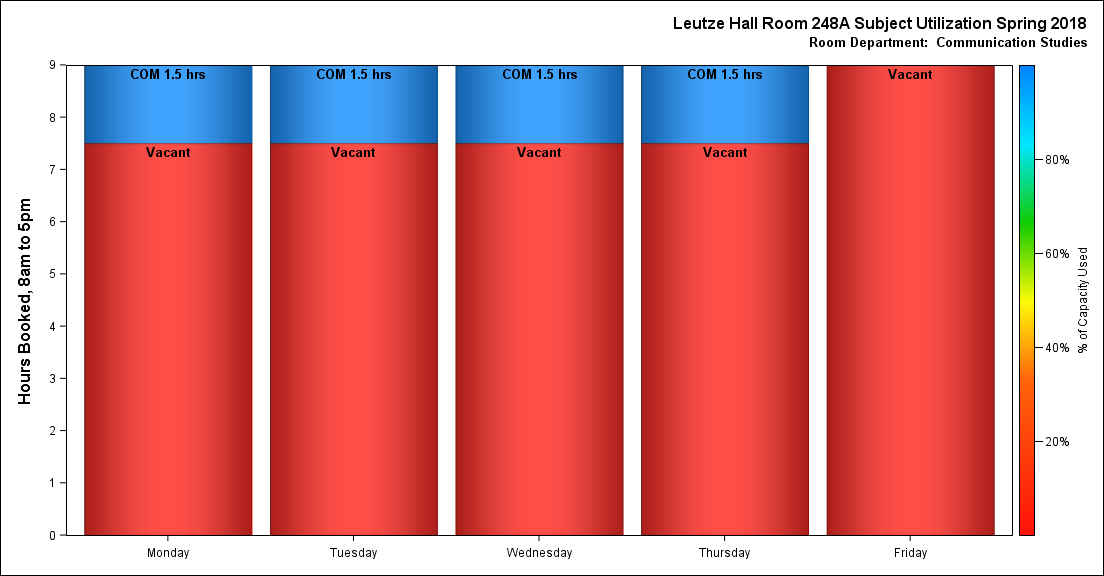 Leutze Hall Room 248A Subject Utilization Spring 2018
Room Department:  Communication Studies
Hours Booked, 8am to 5pm
9
8
7
6
5
4
3
2
1
0
COM 1.5 hrs
Vacant
COM 1.5 hrs
Vacant
COM 1.5 hrs
Vacant
COM 1.5 hrs
Vacant
Vacant
Monday
Tuesday
Wednesday
Thursday
Friday
80%
60%
40%
20%
% of Capacity Used